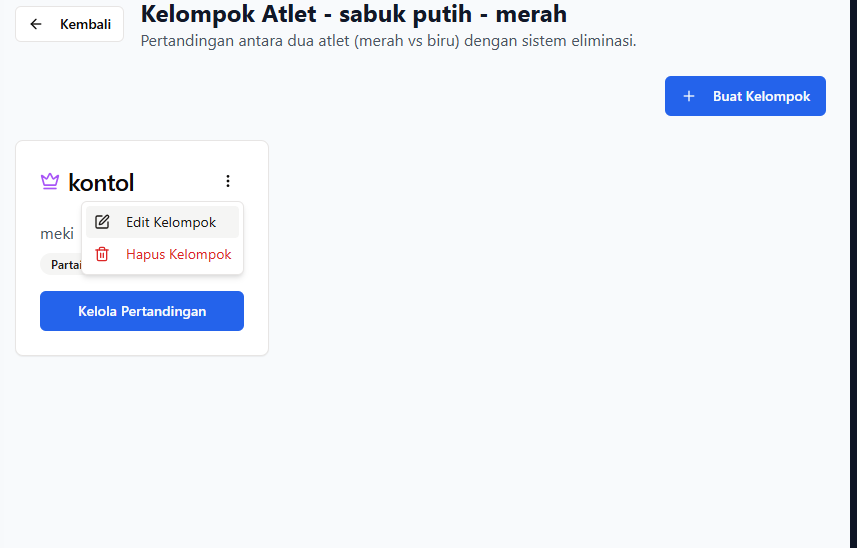 Kembali
Kelompok Atlet - sabuk putih - merah
Pertandingan antara dua atlet (merah vs biru) dengan sistem eliminasi.
Buat Kelompok
kontol
Edit Kelompok
meki
Hapus Kelompok
Kelola Pertandingan